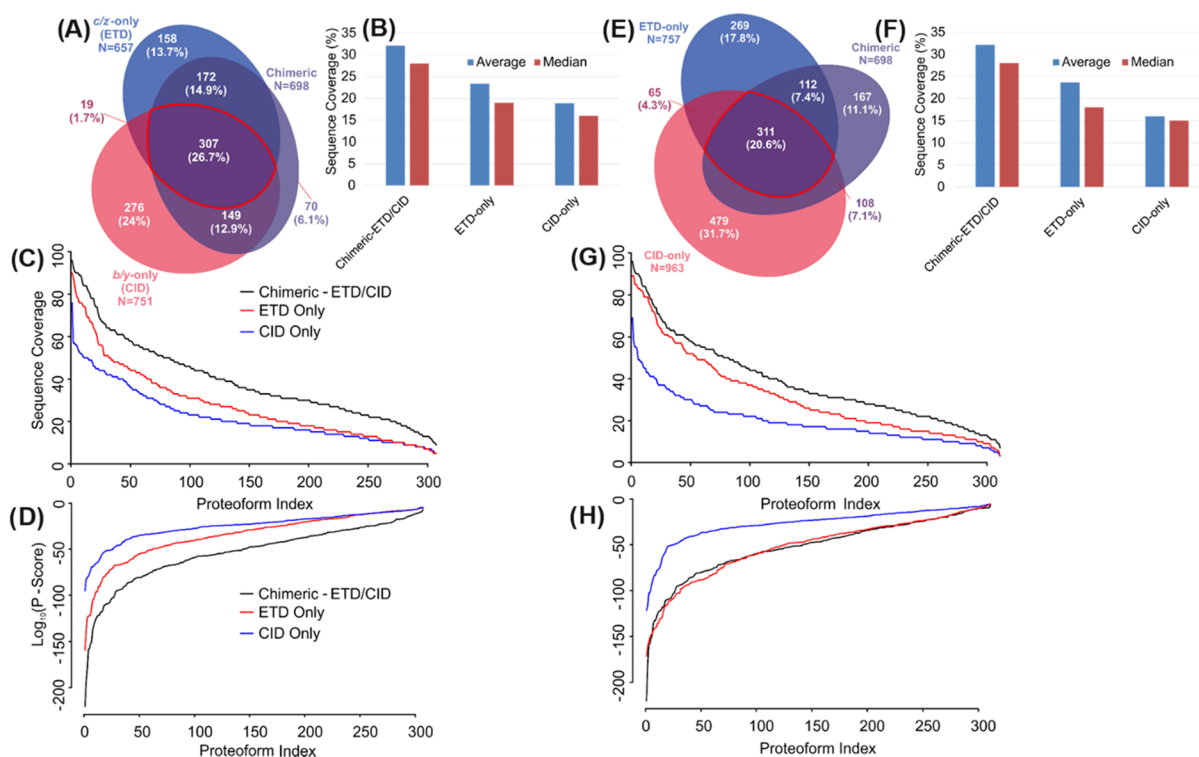 (A)
c/z-only
(ETD)
N=657
158
(13.7%)
172
(14.9%)
Chimeric
N=698
19
(1.7%)
307
(26.7%)
276
(24%)
149
(12.9%)
70
(6.1%)
b/y-only
(CID)
N=751
(B)
Sequence Coverage (%)
35
30
25
20
15
10
5
0
Average
Median
Chimeric-ETD/CID
ETD-only
CID-only
(E)
ETD-only
N=757
269
(17.8%)
Chimeric
N=698
112
(7.4%)
167
(11.1%)
65
(4.3%)
311
(20.6%)
479
(31.7%)
108
(7.1%)
CID-only
N=963
(F)
Sequence Coverage (%)
35
30
25
20
15
10
5
0
Average
Median
Chimeric-ETD/CID
ETD-only
CID-only
(C)
Sequence Coverage
100
80
60
40
20
0
Chimeric - ETD/CID
ETD Only
CID Only
0 50 100 150 200 250 300
Proteoform Index
(G)
100
80
60
40
20
0
0 50 100 150 200 250 300
Proteoform Index
(D)
Log10(P -Score)
0
-50
-100
-150
-200
Chimeric - ETD/CID
ETD Only
CID Only
0 50 100 150 200 250 300
Proteoform Index
(H)
0
-50
-100
-150
-200
0 50 100 150 200 250 300
Proteoform Index